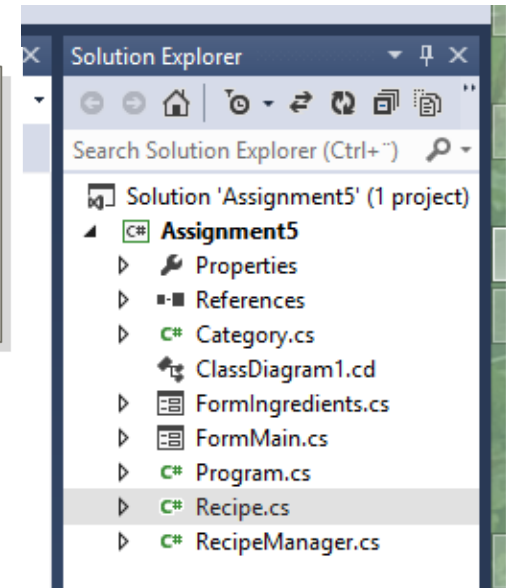 Solution Explorer
Search Solution Explorer (Ctrl+¨)
Solution 'Assignment5' (1 project)
C# Assignment5
Properties
References
C# Category.cs
ClassDiagram1.cd
FormIngredients.cs
FormMain.cs
C# Program.cs
C# Recipe.cs
C# RecipeManager.cs